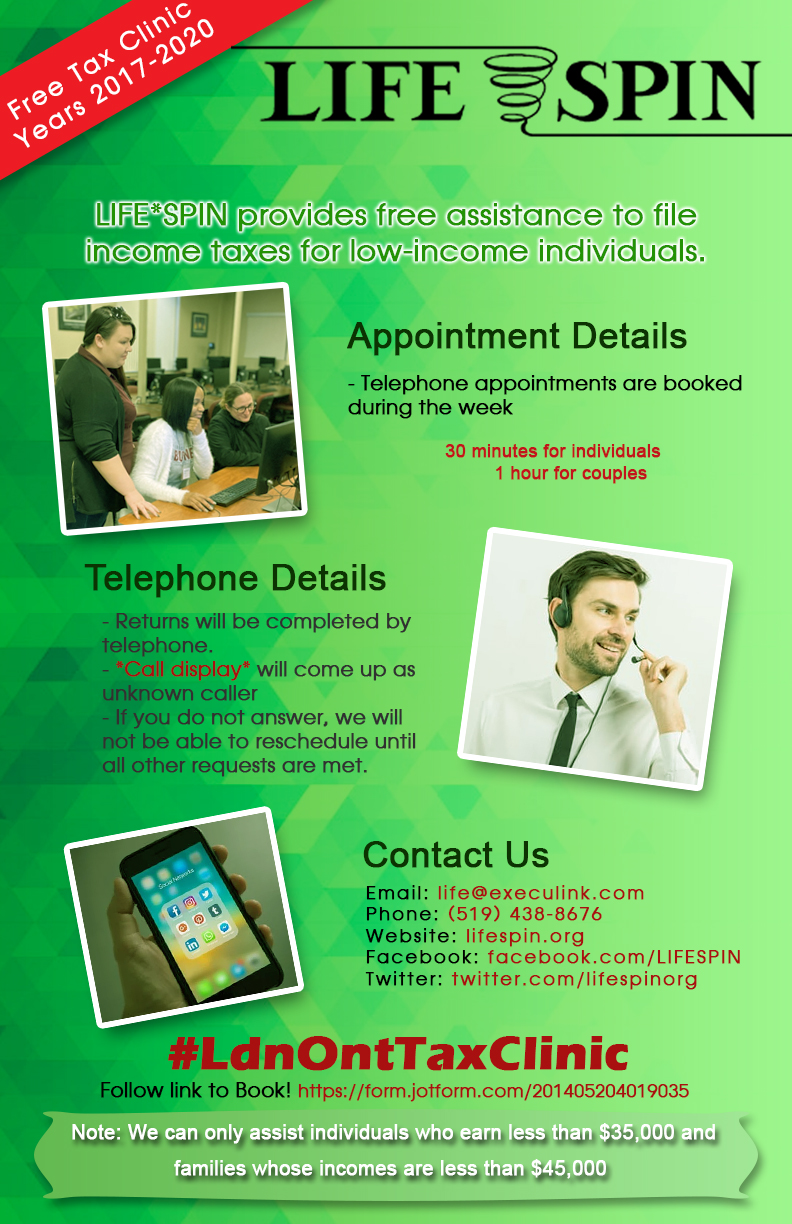 Free Tax Clinic
Years 2017-2020
LIFE SPIN
LIFE*SPIN provides free assistance to file
income taxes for low-income individuals.
Appointment Details
- Telephone appointments are booked
during the week
30 minutes for individuals
1 hour for couples
Telephone Details
- Returns will be completed by
telephone.
- *Call display* will come up as
unknown caller
- If you do not answer, we will
not be able to reschedule until
all other requests are met.
Social Networks
Contact Us
Email: life@execulink.com
Phone: (519) 438-8676
Website: lifespin.org
Facebook: facebook.com/LIFESPIN
Twitter: twitter.com/lifespinorg
#LdnOntTaxClinic
Follow link to Book! https://form.jotform.com/201405204019035
Note: We can only assist individuals who earn less than $35,000 and
families whose incomes are less than $45,000